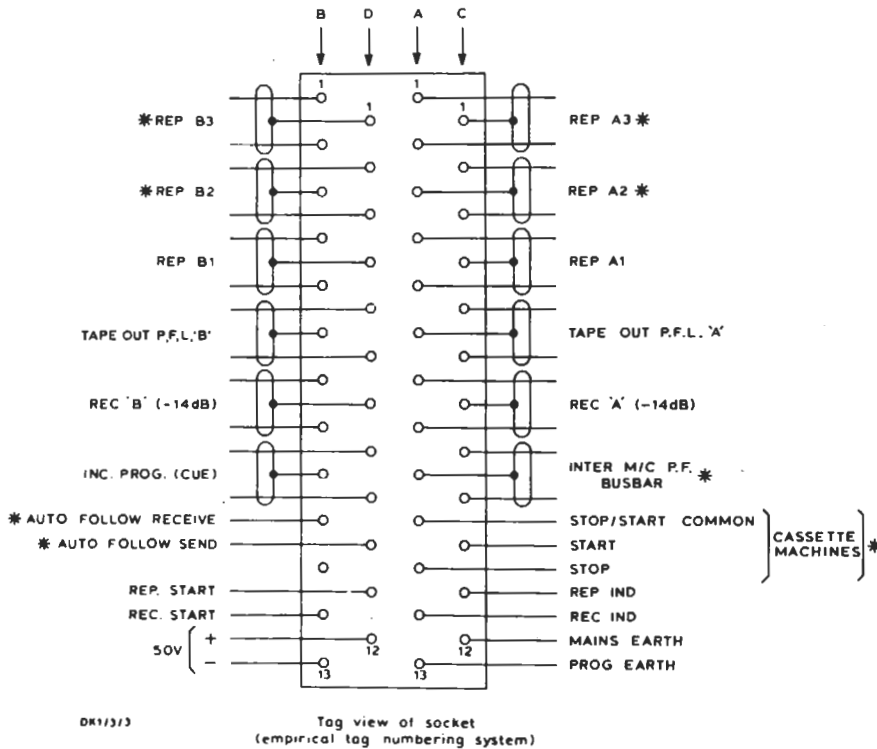 B D A C
1 1
1 1
✱ REP B3
REP A3 ✱
✱ REP B2
REP A2 ✱
REP B1
REP A1
TAPE OUT P.F.L. 'B'
TAPE OUT P.F.L. 'A'
REC 'B' (-14dB)
REC 'A' (-14dB)
INC. PROG. (CUE)
INTER M/C P.F. ✱
BUSBAR
✱ AUTO FOLLOW RECEIVE
STOP/START COMMON
✱ AUTO FOLLOW SEND
START
STOP
CASSETTE
MACHINES ✱
REP. START
REP IND
REC. START
REC IND
50V + -
12 12
MAINS EARTH
13 13
PROG EARTH
DK1/3/3
Tag view of socket
(empirical tag numbering system)